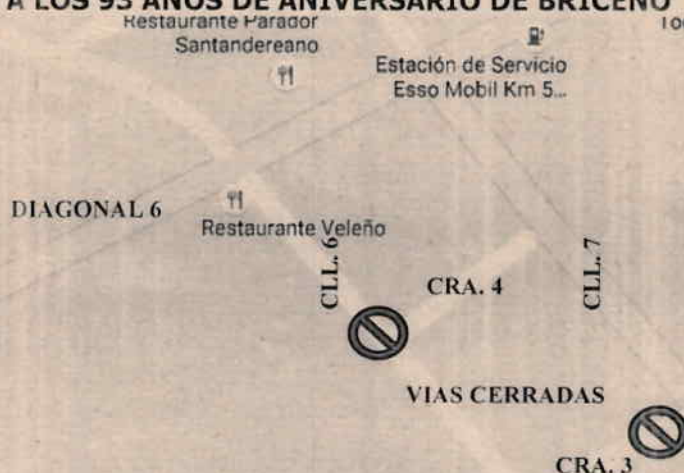 A LOS 93 AÑOS DE ANIVERSARIO DE BRICEÑO
Restaurante Parador
Santandereano
Estación de Servicio
Esso Mobil Km 5...
DIAGONAL 6
Restaurante Veleño
CLL. 6
CRA. 4
CLL. 7
VIAS CERRADAS
CRA. 3